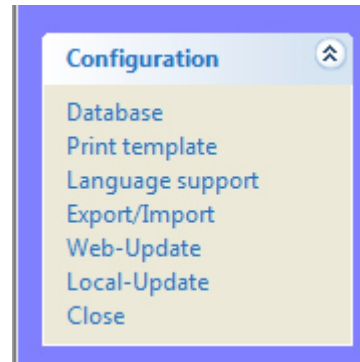 Configuration
Database
Print template
Language support
Export/Import
Web-Update
Local-Update
Close